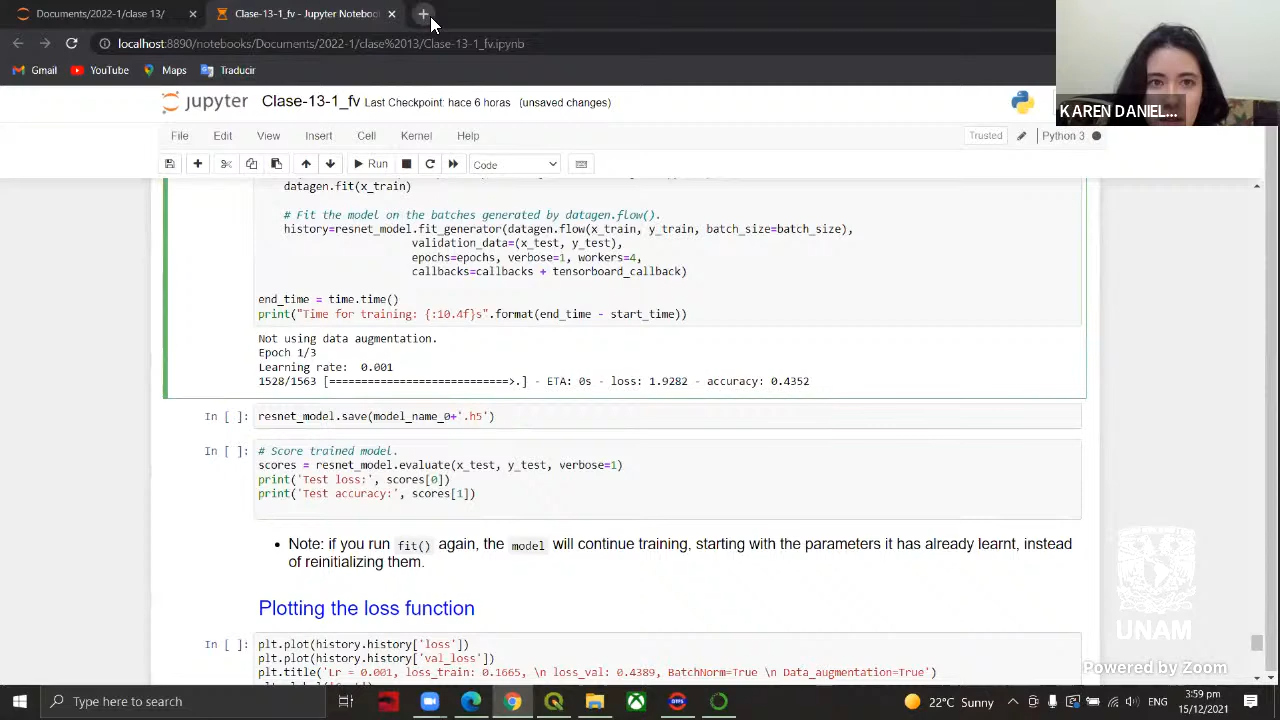 Documents/2022-1/clase 13/
Clase-13-1_fv - Jupyter Noteboo
localhost:8890/notebooks/Documents/2022-1/clase%2013/Clase-13-1_fv.ipynb
Gmail YouTube Maps Traducir
KAREN DANIEL...
jupyter Clase-13-1_fv Last Checkpoint: hace 6 horas (unsaved changes)
File Edit View Insert Cell Kernel Help Trusted Python 3
Run Code
datagen.fit(x_train)
# Fit the model on the batches generated by datagen.flow().
history=resnet_model.fit_generator(datagen.flow(x_train, y_train, batch_size=batch_size),
validation_data=(x_test, y_test),
epochs=epochs, verbose=1, workers=4,
callbacks=callbacks + tensorboard_callback)
end_time = time.time()
print("Time for training: {:10.4f}s".format(end_time - start_time))
Not using data augmentation.
Epoch 1/3
Learning rate: 0.001
1528/1563 [============================>.] - ETA: 0s - loss: 1.9282 - accuracy: 0.4352
In [ ]: resnet_model.save(model_name_0+'.h5')
In [ ]: # Score trained model.
scores = resnet_model.evaluate(x_test, y_test, verbose=1)
print('Test loss:', scores[0])
print('Test accuracy:', scores[1])
• Note: if you run fit() again, the model will continue training, starting with the parameters it has already learnt, instead
of reinitializing them.
Plotting the loss function
In [ ]: plt.plot(history.history['loss'])
plt.plot(history.history['val_loss'])
plt.title('lr = 0.001, loss_train=0.1665, \n loss_val: 0.4389, BatchNorm=True \n Data_augmentation=True')
UNAM
Powered by Zoom
Type here to search
22°C Sunny
3:59 pm
15/12/2021